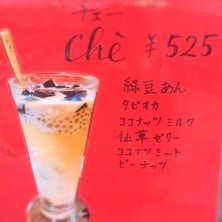 チェー
chè ¥525
緑豆あん
タピオカ
ココナツミルク
仙草ゼリー
ココナツミート
ピーナッツ